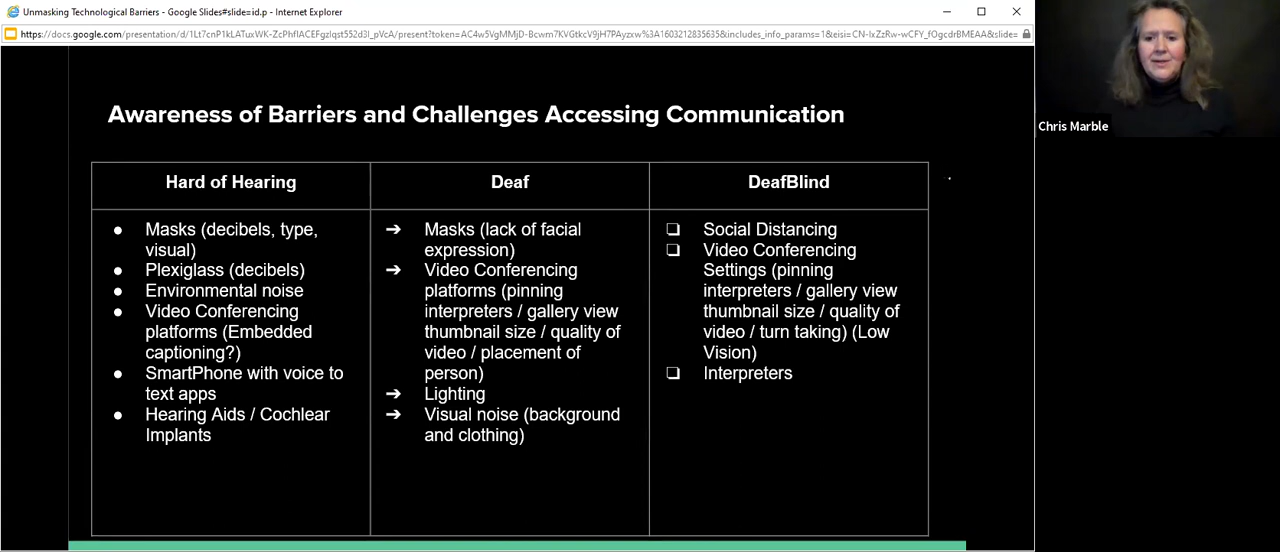 Unmasking Technological Barriers - Google Slides#slide=id.p - Internet Explorer
Awareness of Barriers and Challenges Accessing Communication
Hard of Hearing
Masks (decibels, type,
visual)
Plexiglass (decibels)
Environmental noise
Video Conferencing
platforms (Embedded
captioning?)
SmartPhone with voice to
text apps
Hearing Aids / Cochlear
Implants
Deaf
Masks (lack of facial
expression)
Video Conferencing
platforms (pinning
interpreters / gallery view
thumbnail size / quality of
video / placement of
person)
Lighting
Visual noise (background
and clothing)
DeafBlind
Social Distancing
Video Conferencing
Settings (pinning
interpreters / gallery view
thumbnail size / quality of
video / turn taking) (Low
Vision)
Interpreters
Chris Marble